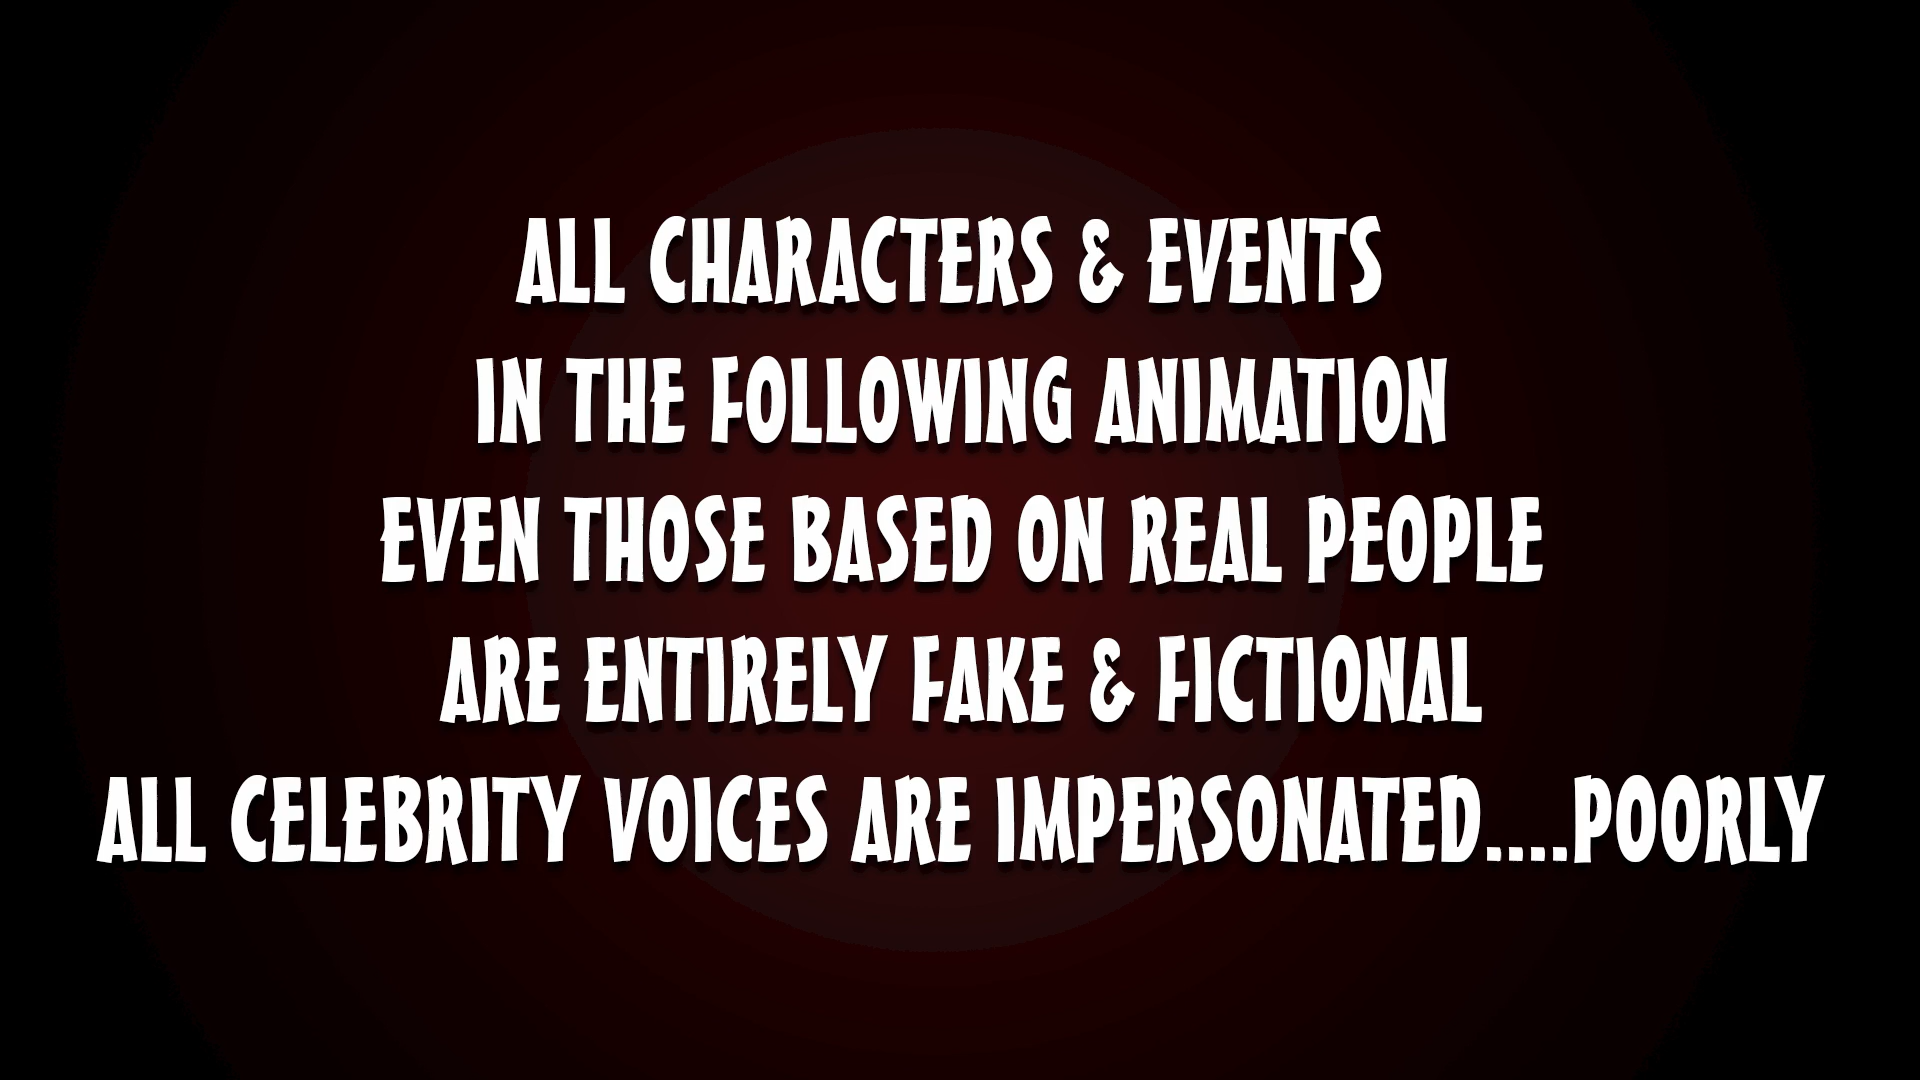 ALL CHARACTERS & EVENTS
IN THE FOLLOWING ANIMATION
EVEN THOSE BASED ON REAL PEOPLE
ARE ENTIRELY FAKE & FICTIONAL
ALL CELEBRITY VOICES ARE IMPERSONATED....POORLY